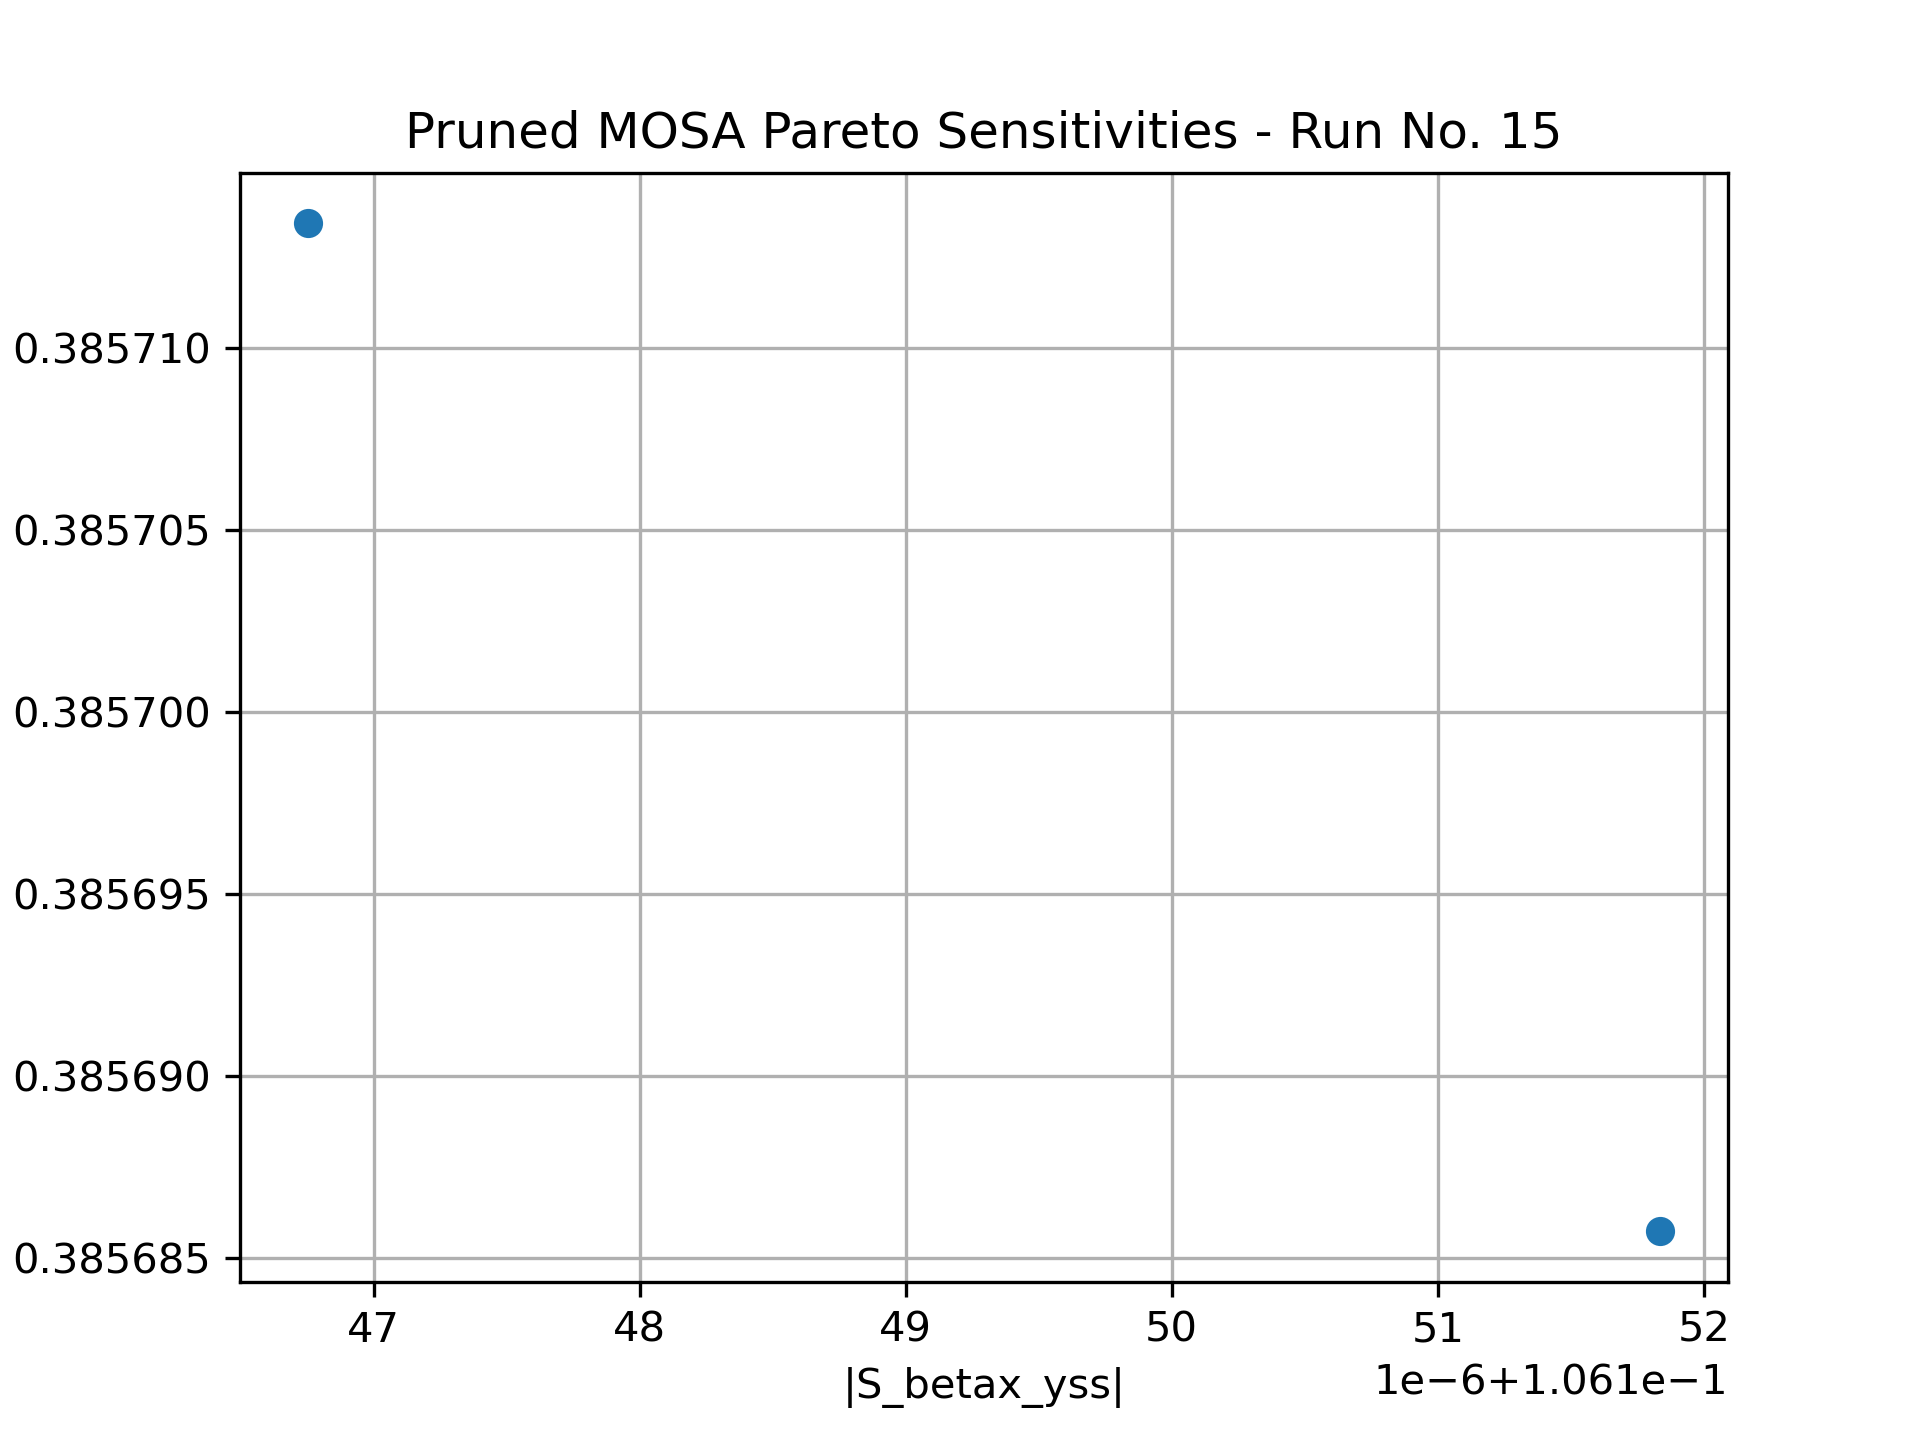 Pruned MOSA Pareto Sensitivities - Run No. 15
0.385710
0.385705
0.385700
0.385695
0.385690
0.385685
47 48 49 50 51 52
|S_betax_yss|
1e−6+1.061e−1